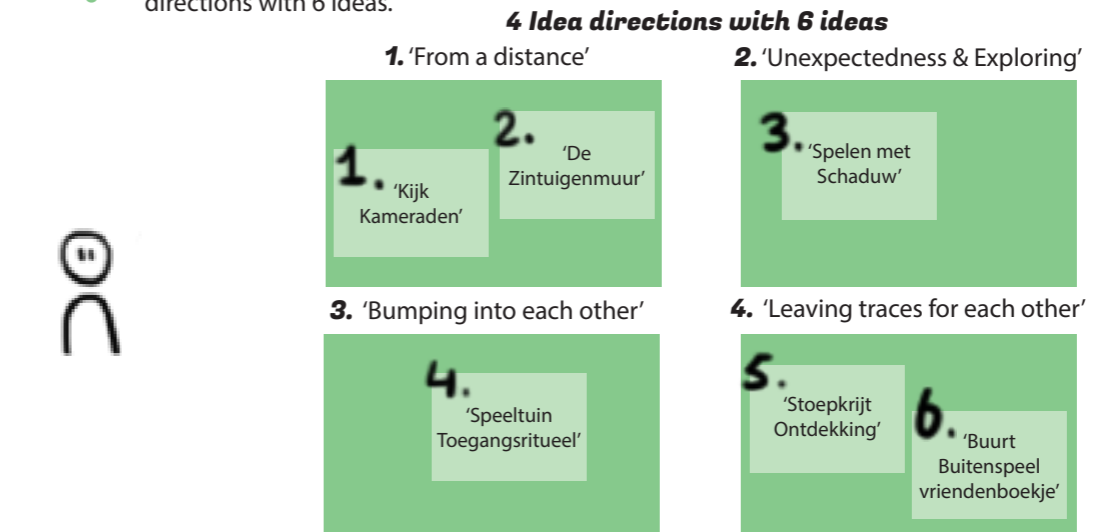 directions with 6 ideas.
4 Idea directions with 6 ideas
1. ‘From a distance’
1. ‘Kijk
Kameraden’
2. ‘De
Zintuigenmuur’
2. ‘Unexpectedness & Exploring’
3. ‘Spelen met
Schaduw’
3. ‘Bumping into each other’
4. ‘Speeltuin
Toegangsritueel’
4. ‘Leaving traces for each other’
5. ‘Stoepkrijt
Ontdekking’
6. ‘Buurt
Buitenspeel
vriendenboekje’